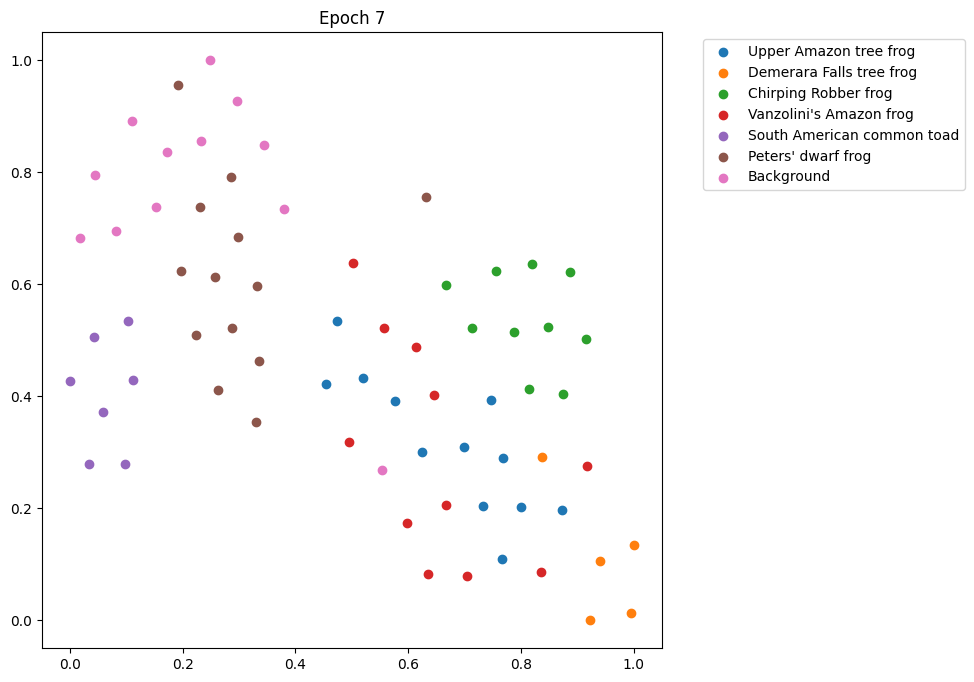 Epoch 7
1.0
0.8
0.6
0.4
0.2
0.0
0.0 0.2 0.4 0.6 0.8 1.0
Upper Amazon tree frog
Demerara Falls tree frog
Chirping Robber frog
Vanzolini's Amazon frog
South American common toad
Peters' dwarf frog
Background